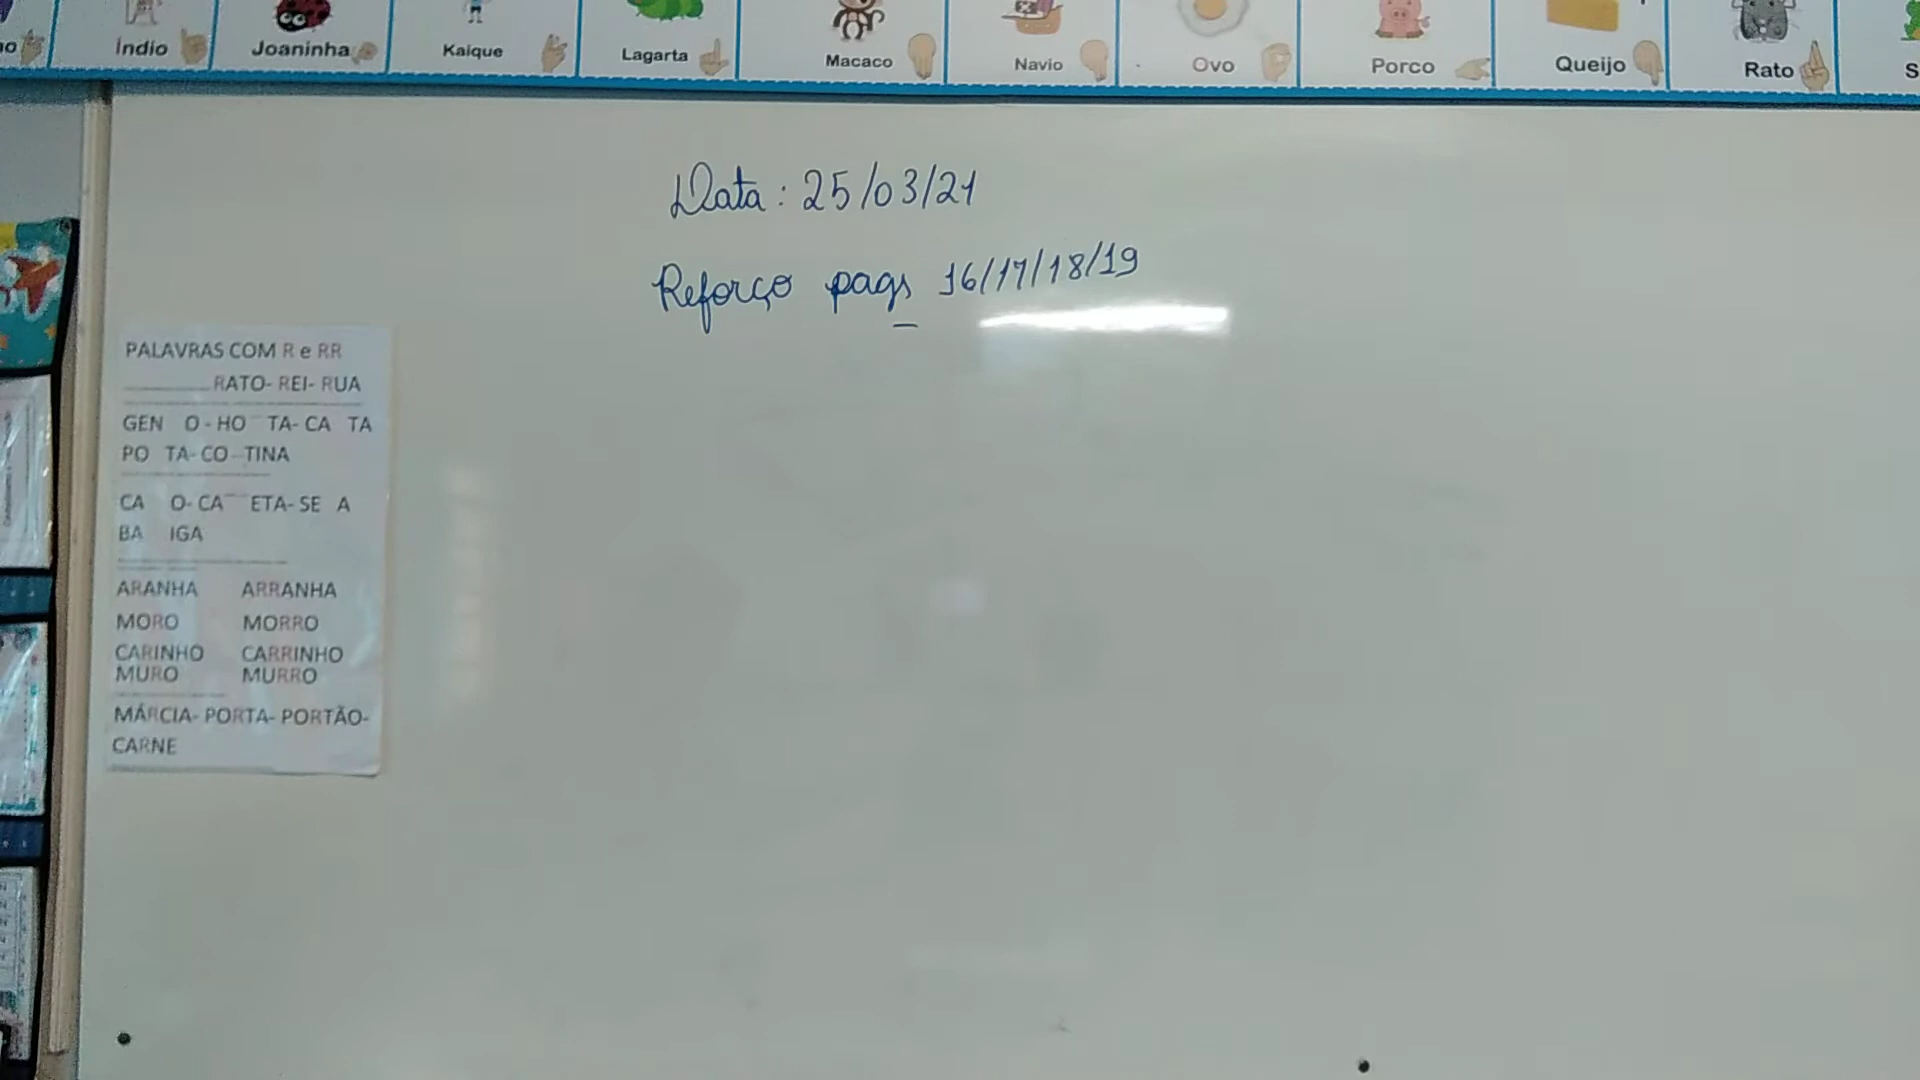 Índio Joaninha Kaique Lagarta Macaco Navio Ovo Porco Queijo Rato
Data: 25/03/21
Reforço pags 16/17/18/19
PALAVRAS COM R e RR
RATO- REI- RUA
GEN O - HO TA- CA TA
PO TA- CO TINA
CA O- CA ETA- SE A
BA IGA
ARANHA ARRANHA
MORO MORRO
CARINHO CARRINHO
MURO MURRO
MÁRCIA- PORTA- PORTÃO-
CARNE